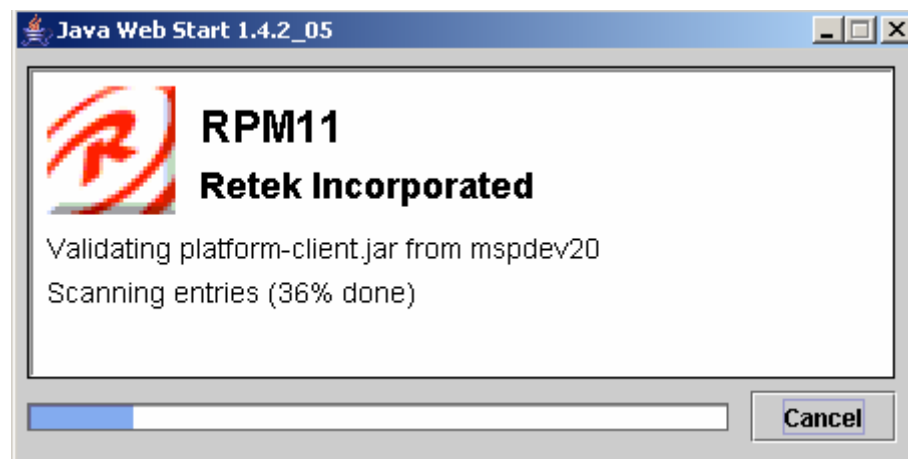 Java Web Start 1.4.2_05
R
RPM11
Retek Incorporated
Validating platform-client.jar from mspdev20
Scanning entries (36% done)
Cancel